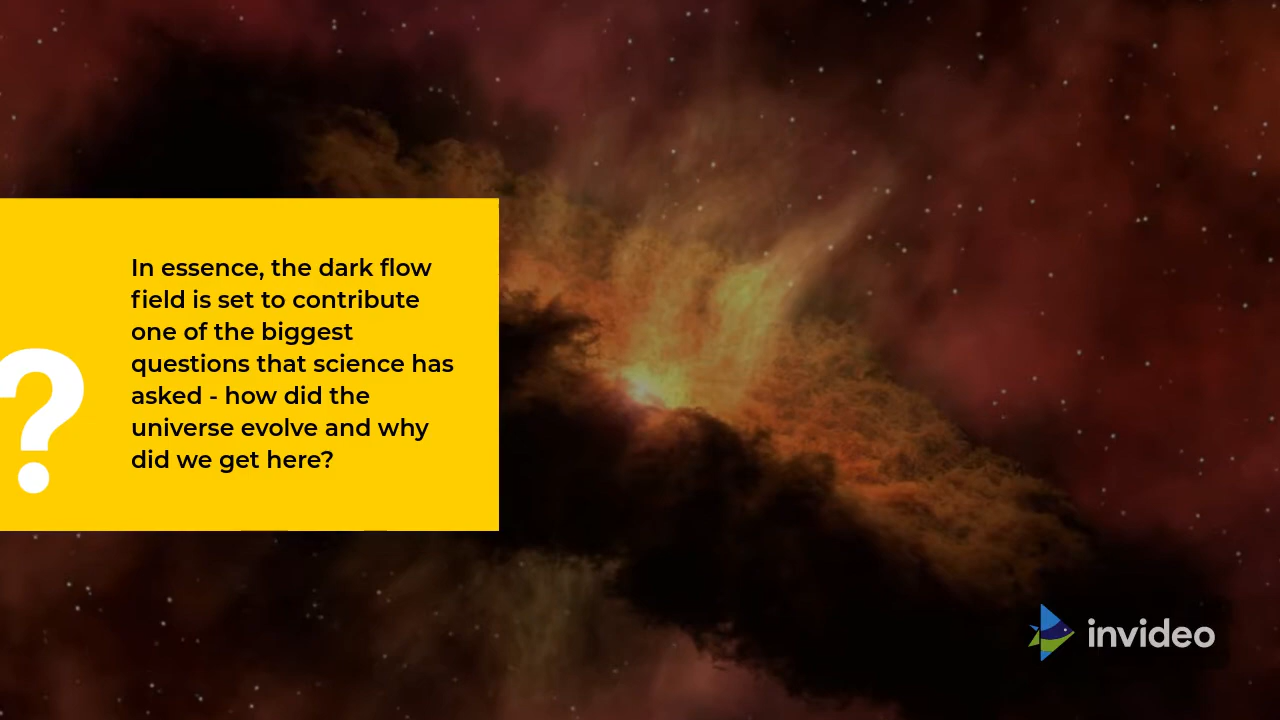 In essence, the dark flow
field is set to contribute
one of the biggest
questions that science has
asked - how did the
universe evolve and why
did we get here?
?
invideo